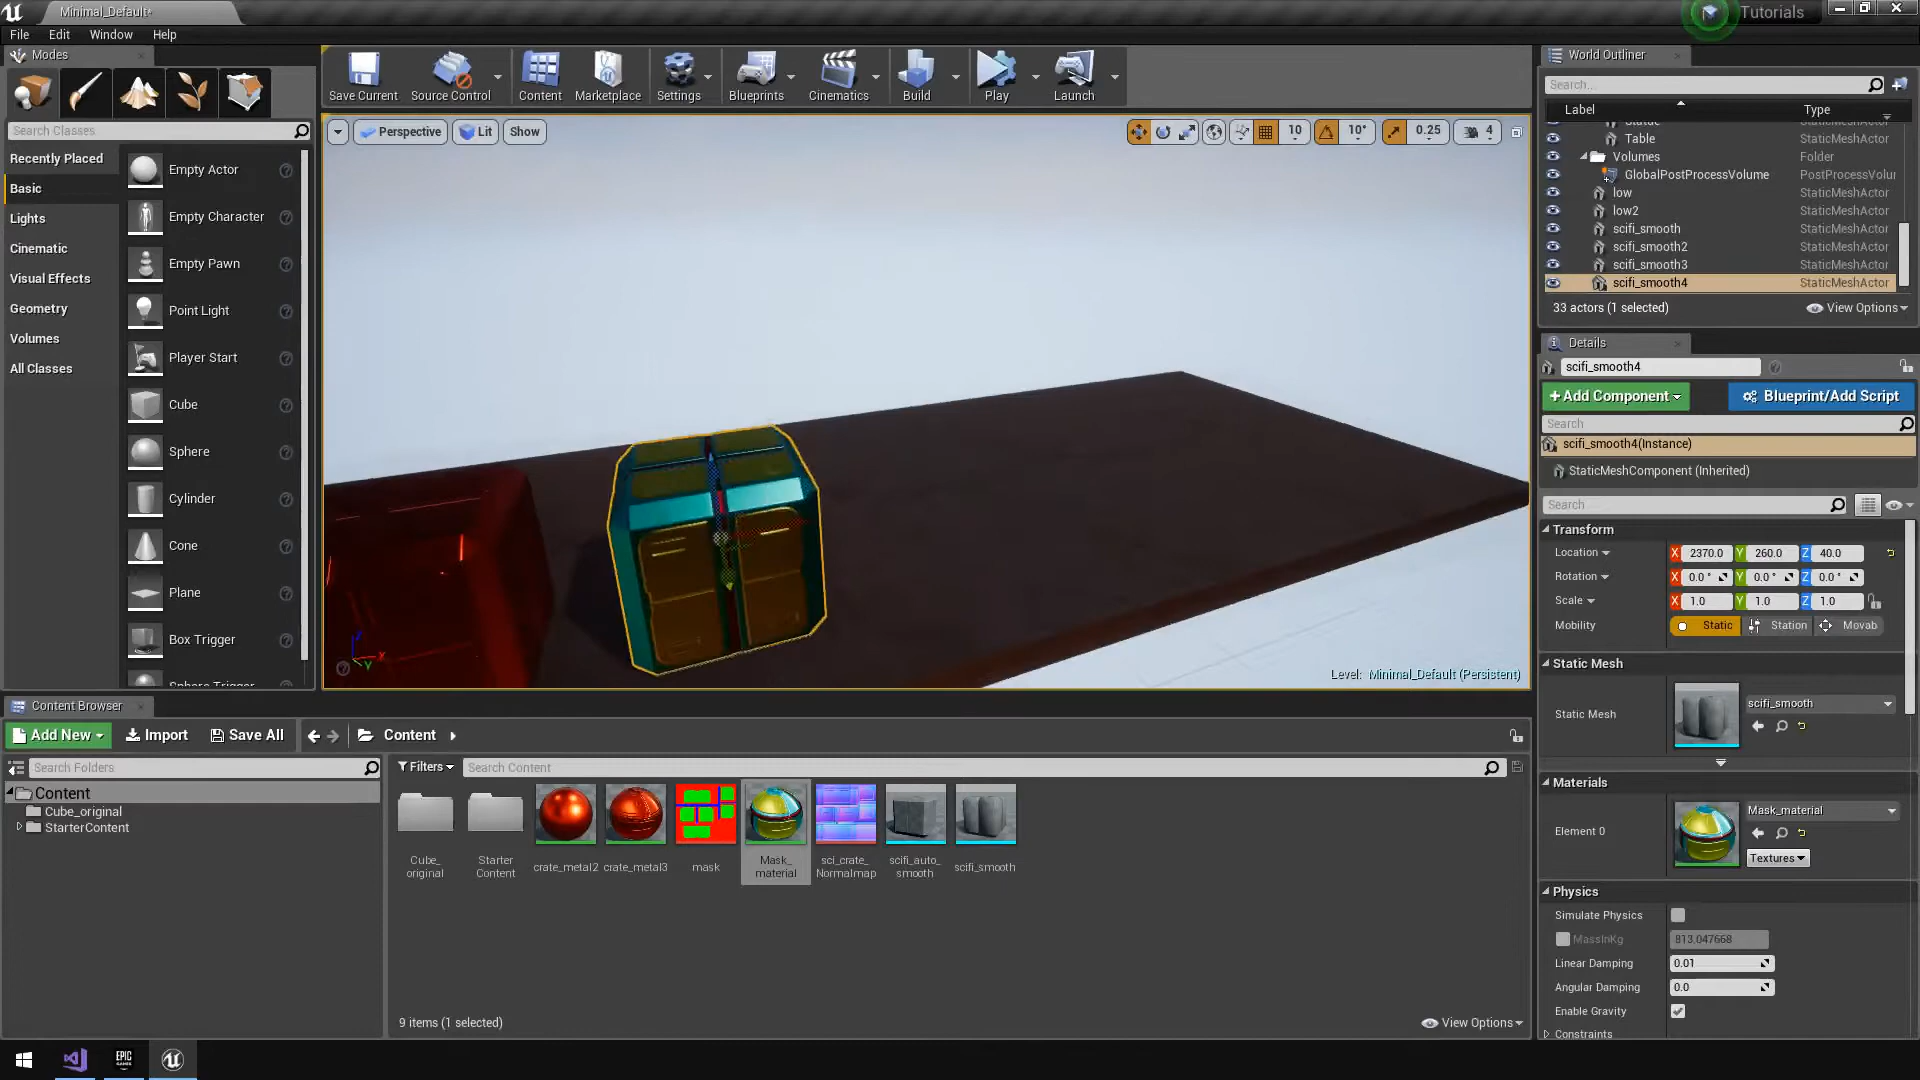 Minimal_Default*
Tutorials
File Edit Window Help
Modes
Search Classes
Recently Placed
Basic
Lights
Cinematic
Visual Effects
Geometry
Volumes
All Classes
Empty Actor
Empty Character
Empty Pawn
Point Light
Player Start
Cube
Sphere
Cylinder
Cone
Plane
Box Trigger
Sphere Trigger
Save Current Source Control Content Marketplace Settings Blueprints Cinematics Build Play Launch
Perspective Lit Show
10 10° 0.25 4
Level: Minimal_Default (Persistent)
World Outliner
Search...
Label Type
Statue StaticMeshActor
Table StaticMeshActor
Volumes Folder
GlobalPostProcessVolume PostProcessVolur
low StaticMeshActor
low2 StaticMeshActor
scifi_smooth StaticMeshActor
scifi_smooth2 StaticMeshActor
scifi_smooth3 StaticMeshActor
scifi_smooth4 StaticMeshActor
33 actors (1 selected) View Options
Details
scifi_smooth4
+Add Component Blueprint/Add Script
Search
scifi_smooth4(Instance)
StaticMeshComponent (Inherited)
Search
Transform
Location X 2370.0 Y 260.0 Z 40.0
Rotation X 0.0 ° Y 0.0 ° Z 0.0 °
Scale X 1.0 Y 1.0 Z 1.0
Mobility Static Station Movab
Static Mesh
Static Mesh scifi_smooth
Materials
Element 0 Mask_material
Textures
Physics
Simulate Physics
MassInKg 813.047668
Linear Damping 0.01
Angular Damping 0.0
Enable Gravity
Constraints
Content Browser
Add New Import Save All Content
Search Folders
Content
Cube_original
StarterContent
Filters Search Content
Cube_
original
Starter
Content
crate_metal2
crate_metal3
mask
Mask_
material
sci_crate_
Normalmap
scifi_auto_
smooth
scifi_smooth
9 items (1 selected) View Options
EPIC
GAMES